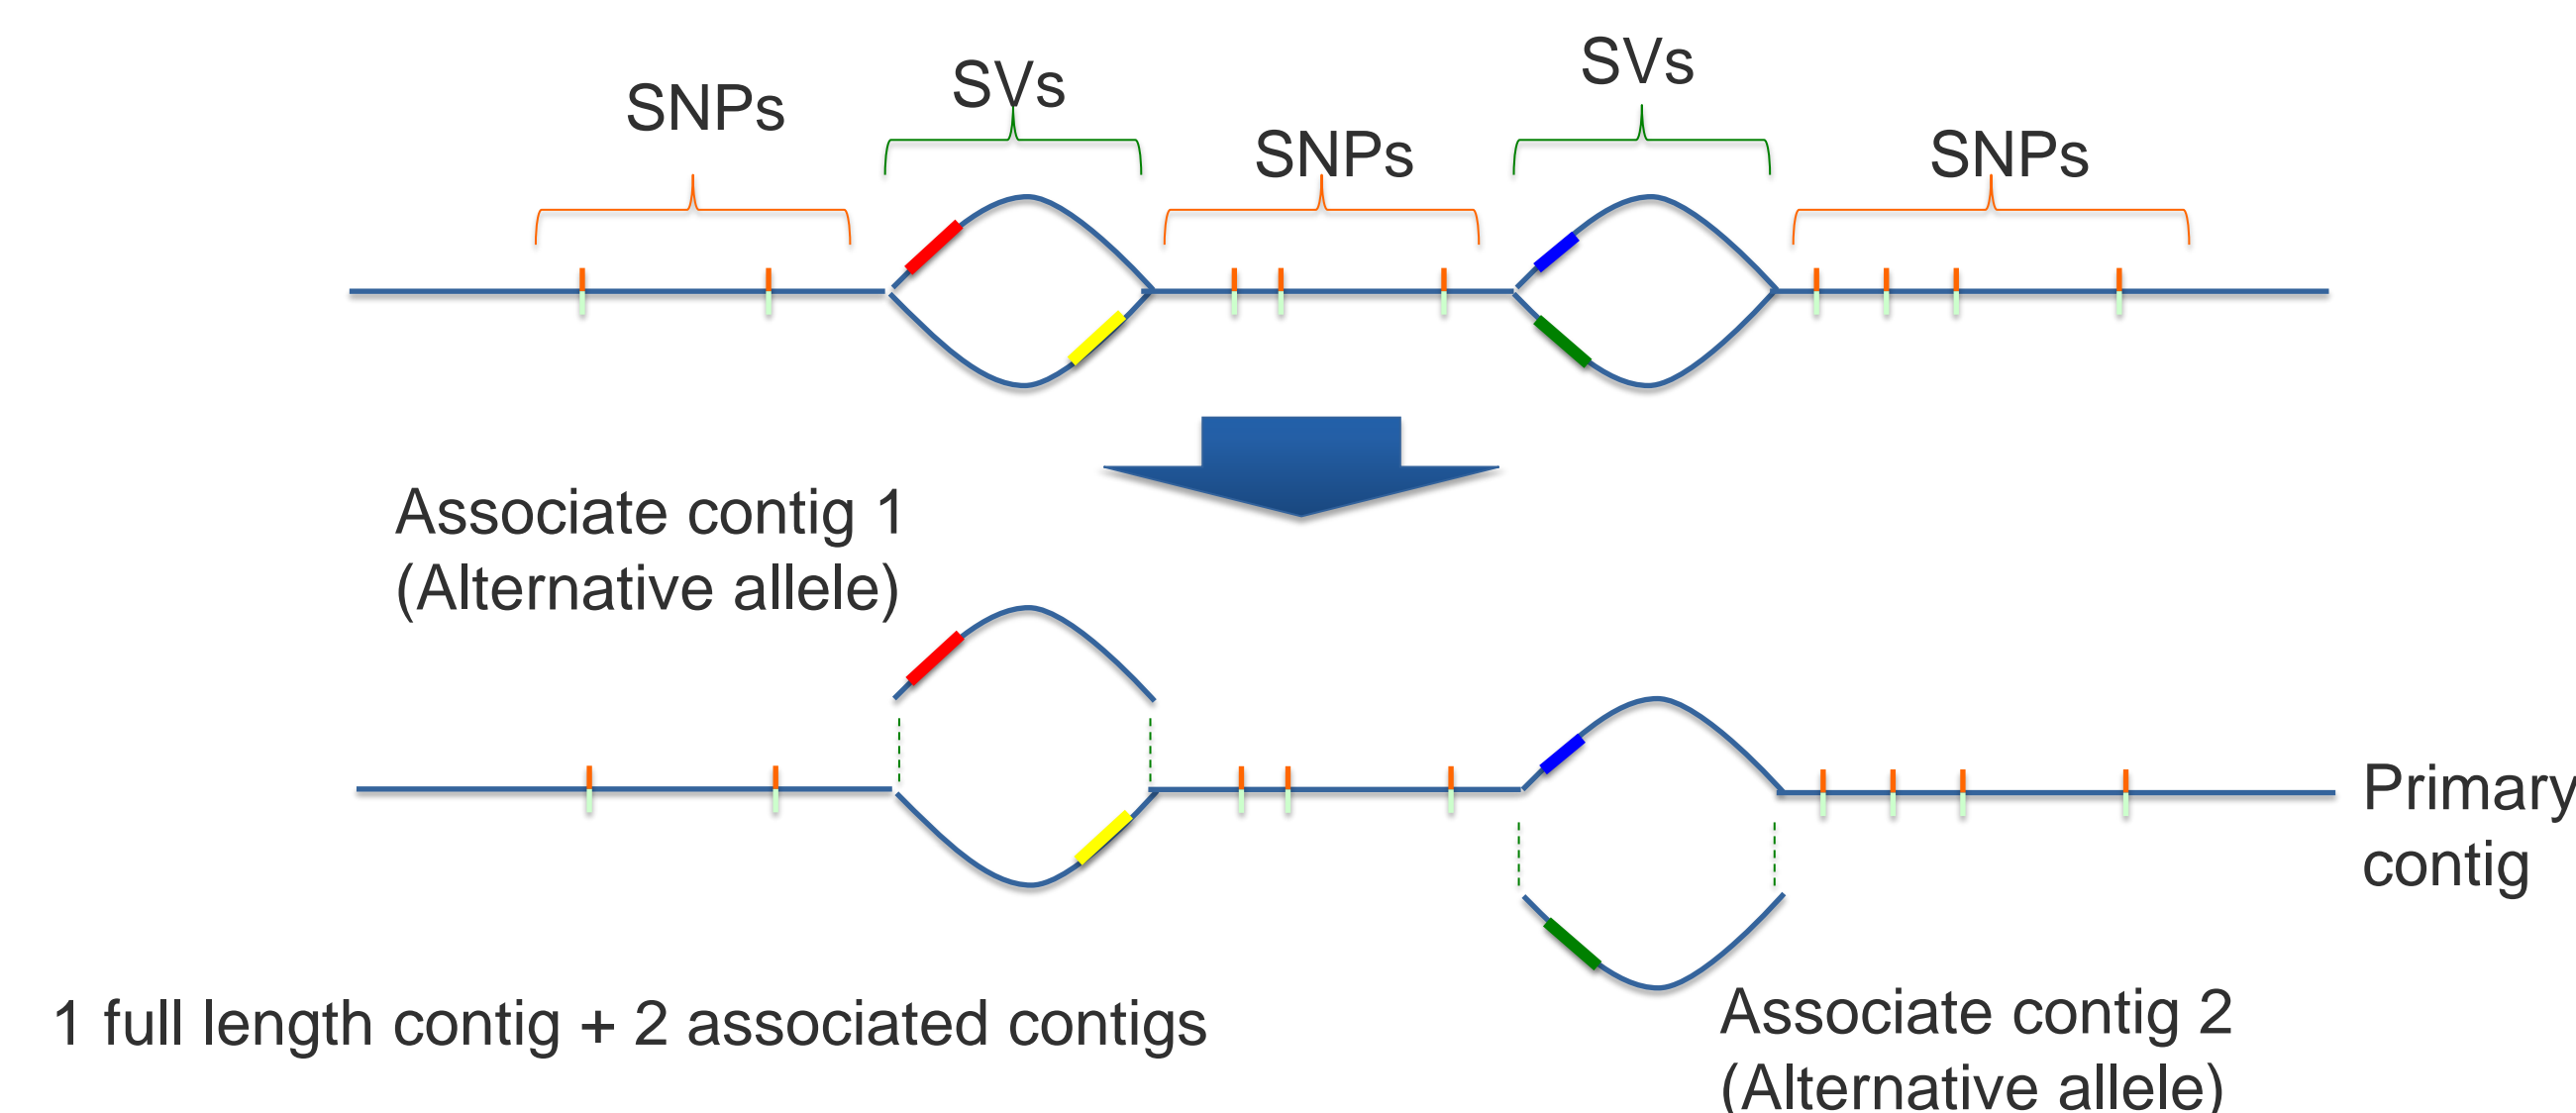 SNPs
SVs
SNPs
SVs
SNPs
Associate contig 1
(Alternative allele)
Primary
contig
1 full length contig + 2 associated contigs
Associate contig 2
(Alternative allele)